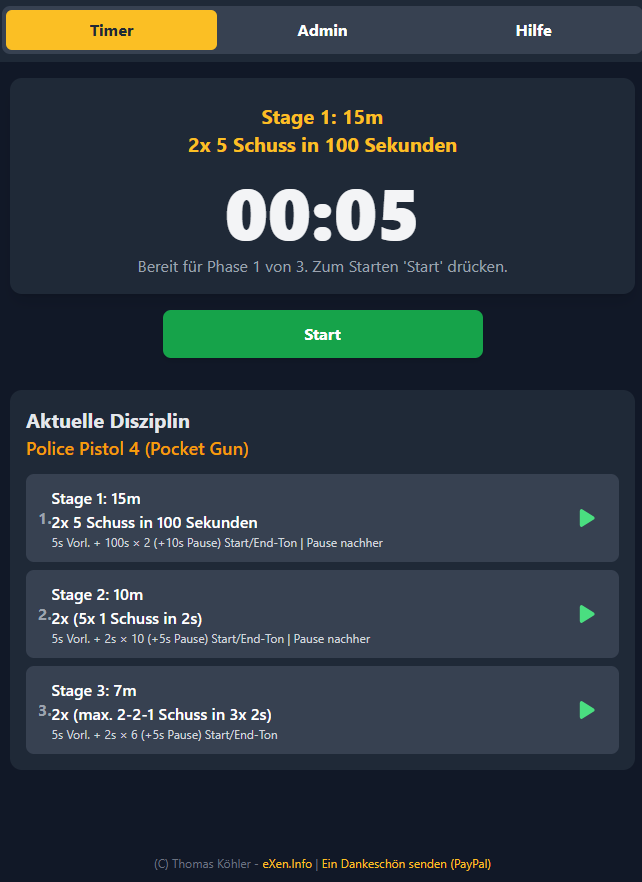 Timer Admin Hilfe
Stage 1: 15m
2x 5 Schuss in 100 Sekunden
00:05
Bereit für Phase 1 von 3. Zum Starten 'Start' drücken.
Start
Aktuelle Disziplin
Police Pistol 4 (Pocket Gun)
Stage 1: 15m
1. 2x 5 Schuss in 100 Sekunden
5s Vorl. + 100s × 2 (+10s Pause) Start/End-Ton | Pause nachher
Stage 2: 10m
2. 2x (5x 1 Schuss in 2s)
5s Vorl. + 2s × 10 (+5s Pause) Start/End-Ton | Pause nachher
Stage 3: 7m
3. 2x (max. 2-2-1 Schuss in 3x 2s)
5s Vorl. + 2s × 6 (+5s Pause) Start/End-Ton
(C) Thomas Köhler - eXen.Info | Ein Dankeschön senden (PayPal)